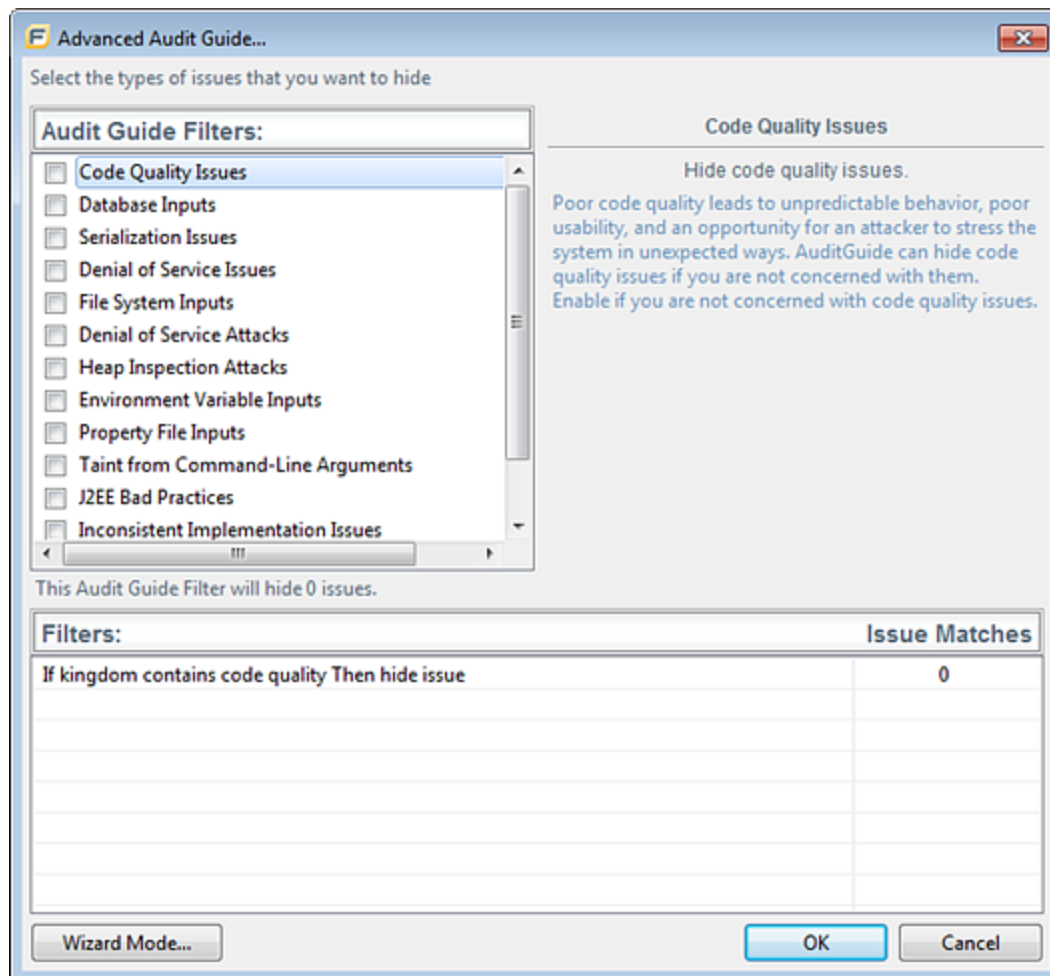 Advanced Audit Guide...
Select the types of issues that you want to hide
Audit Guide Filters:
Code Quality Issues
Database Inputs
Serialization Issues
Denial of Service Issues
File System Inputs
Denial of Service Attacks
Heap Inspection Attacks
Environment Variable Inputs
Property File Inputs
Taint from Command-Line Arguments
J2EE Bad Practices
Inconsistent Implementation Issues
Code Quality Issues
Hide code quality issues.
Poor code quality leads to unpredictable behavior, poor
usability, and an opportunity for an attacker to stress the
system in unexpected ways. AuditGuide can hide code
quality issues if you are not concerned with them.
Enable if you are not concerned with code quality issues.
This Audit Guide Filter will hide 0 issues.
Filters: Issue Matches
If kingdom contains code quality Then hide issue 0
Wizard Mode... OK Cancel